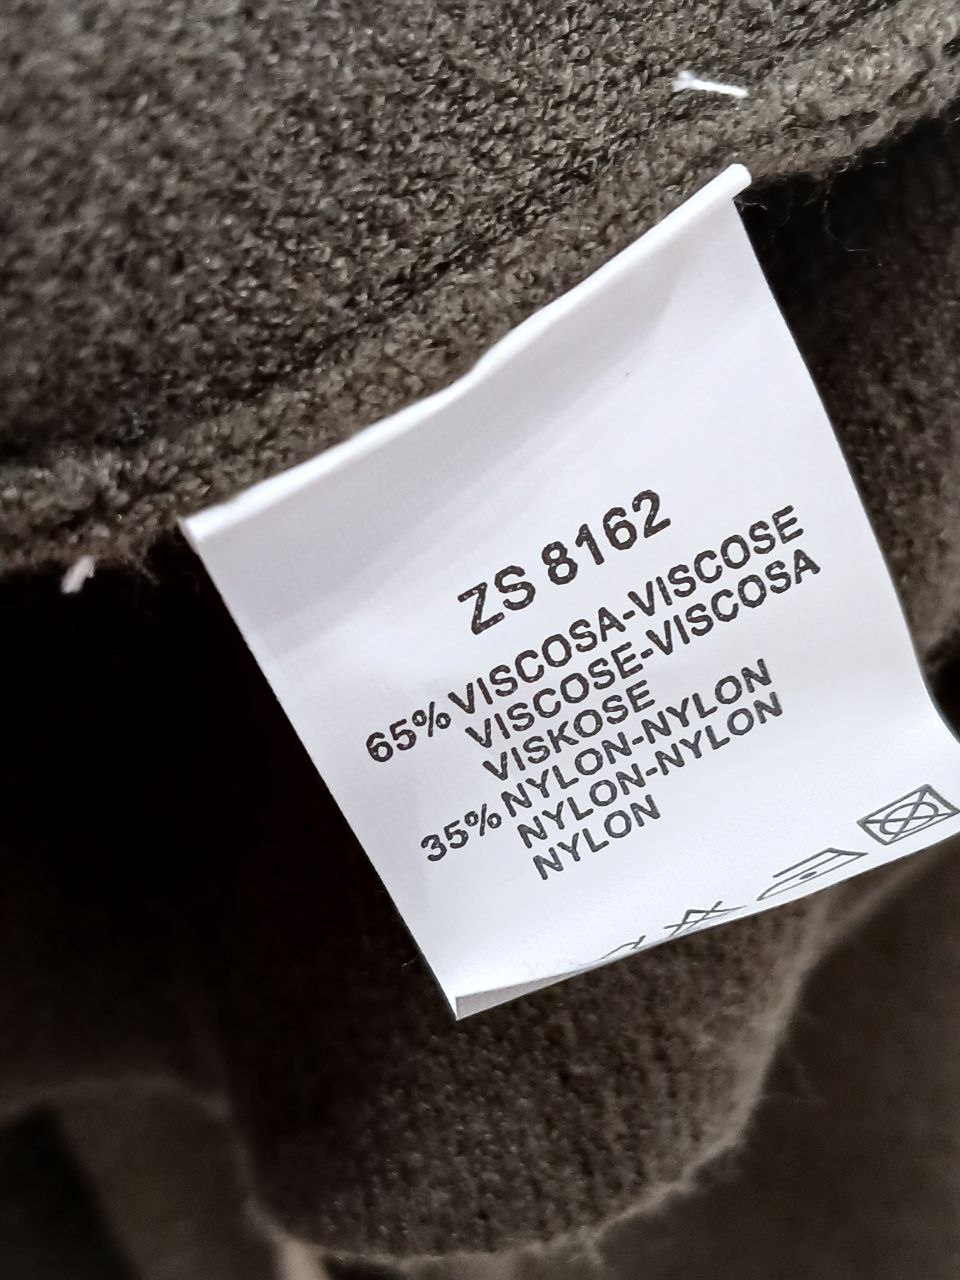 ZS 8162
65% VISCOSA-VISCOSE
VISCOSE-VISCOSA
VISKOSE
35% NYLON-NYLON
NYLON-NYLON
NYLON